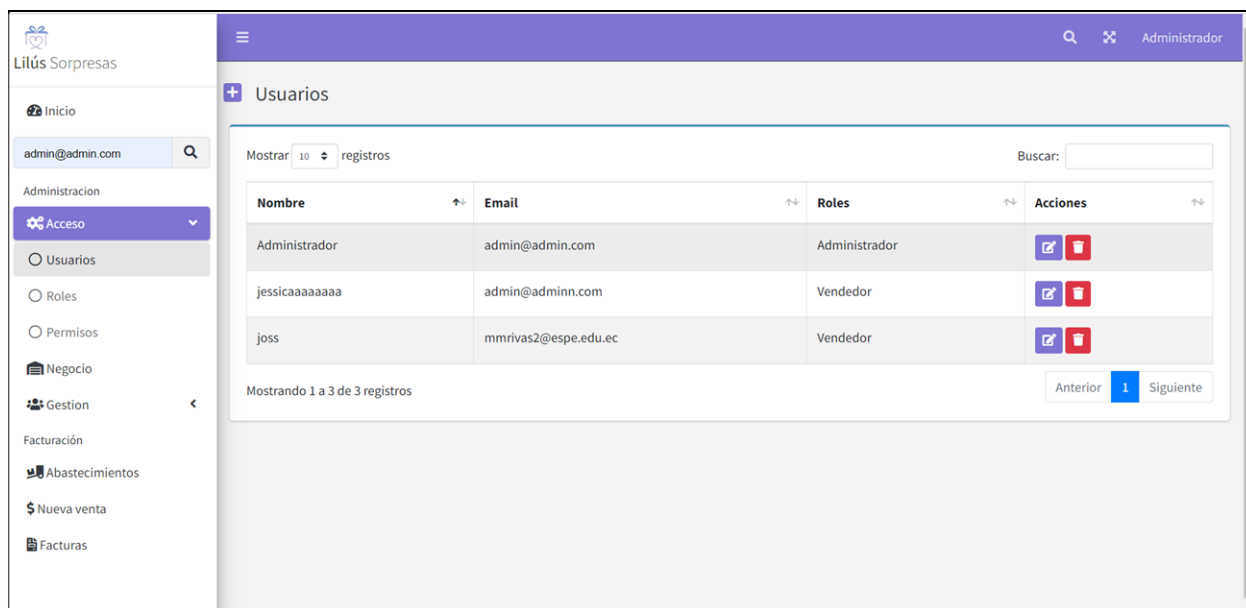 Lilús Sorpresas
Inicio
admin@admin.com
Administracion
Acceso
Usuarios
Roles
Permisos
Negocio
Gestion
Facturación
Abastecimientos
Nueva venta
Facturas
Administrador
Usuarios
Mostrar 10 registros
Buscar:
Nombre Email Roles Acciones
Administrador admin@admin.com Administrador
jessicaaaaaaaa admin@adminn.com Vendedor
joss mmrivas2@espe.edu.ec Vendedor
Mostrando 1 a 3 de 3 registros
Anterior 1 Siguiente